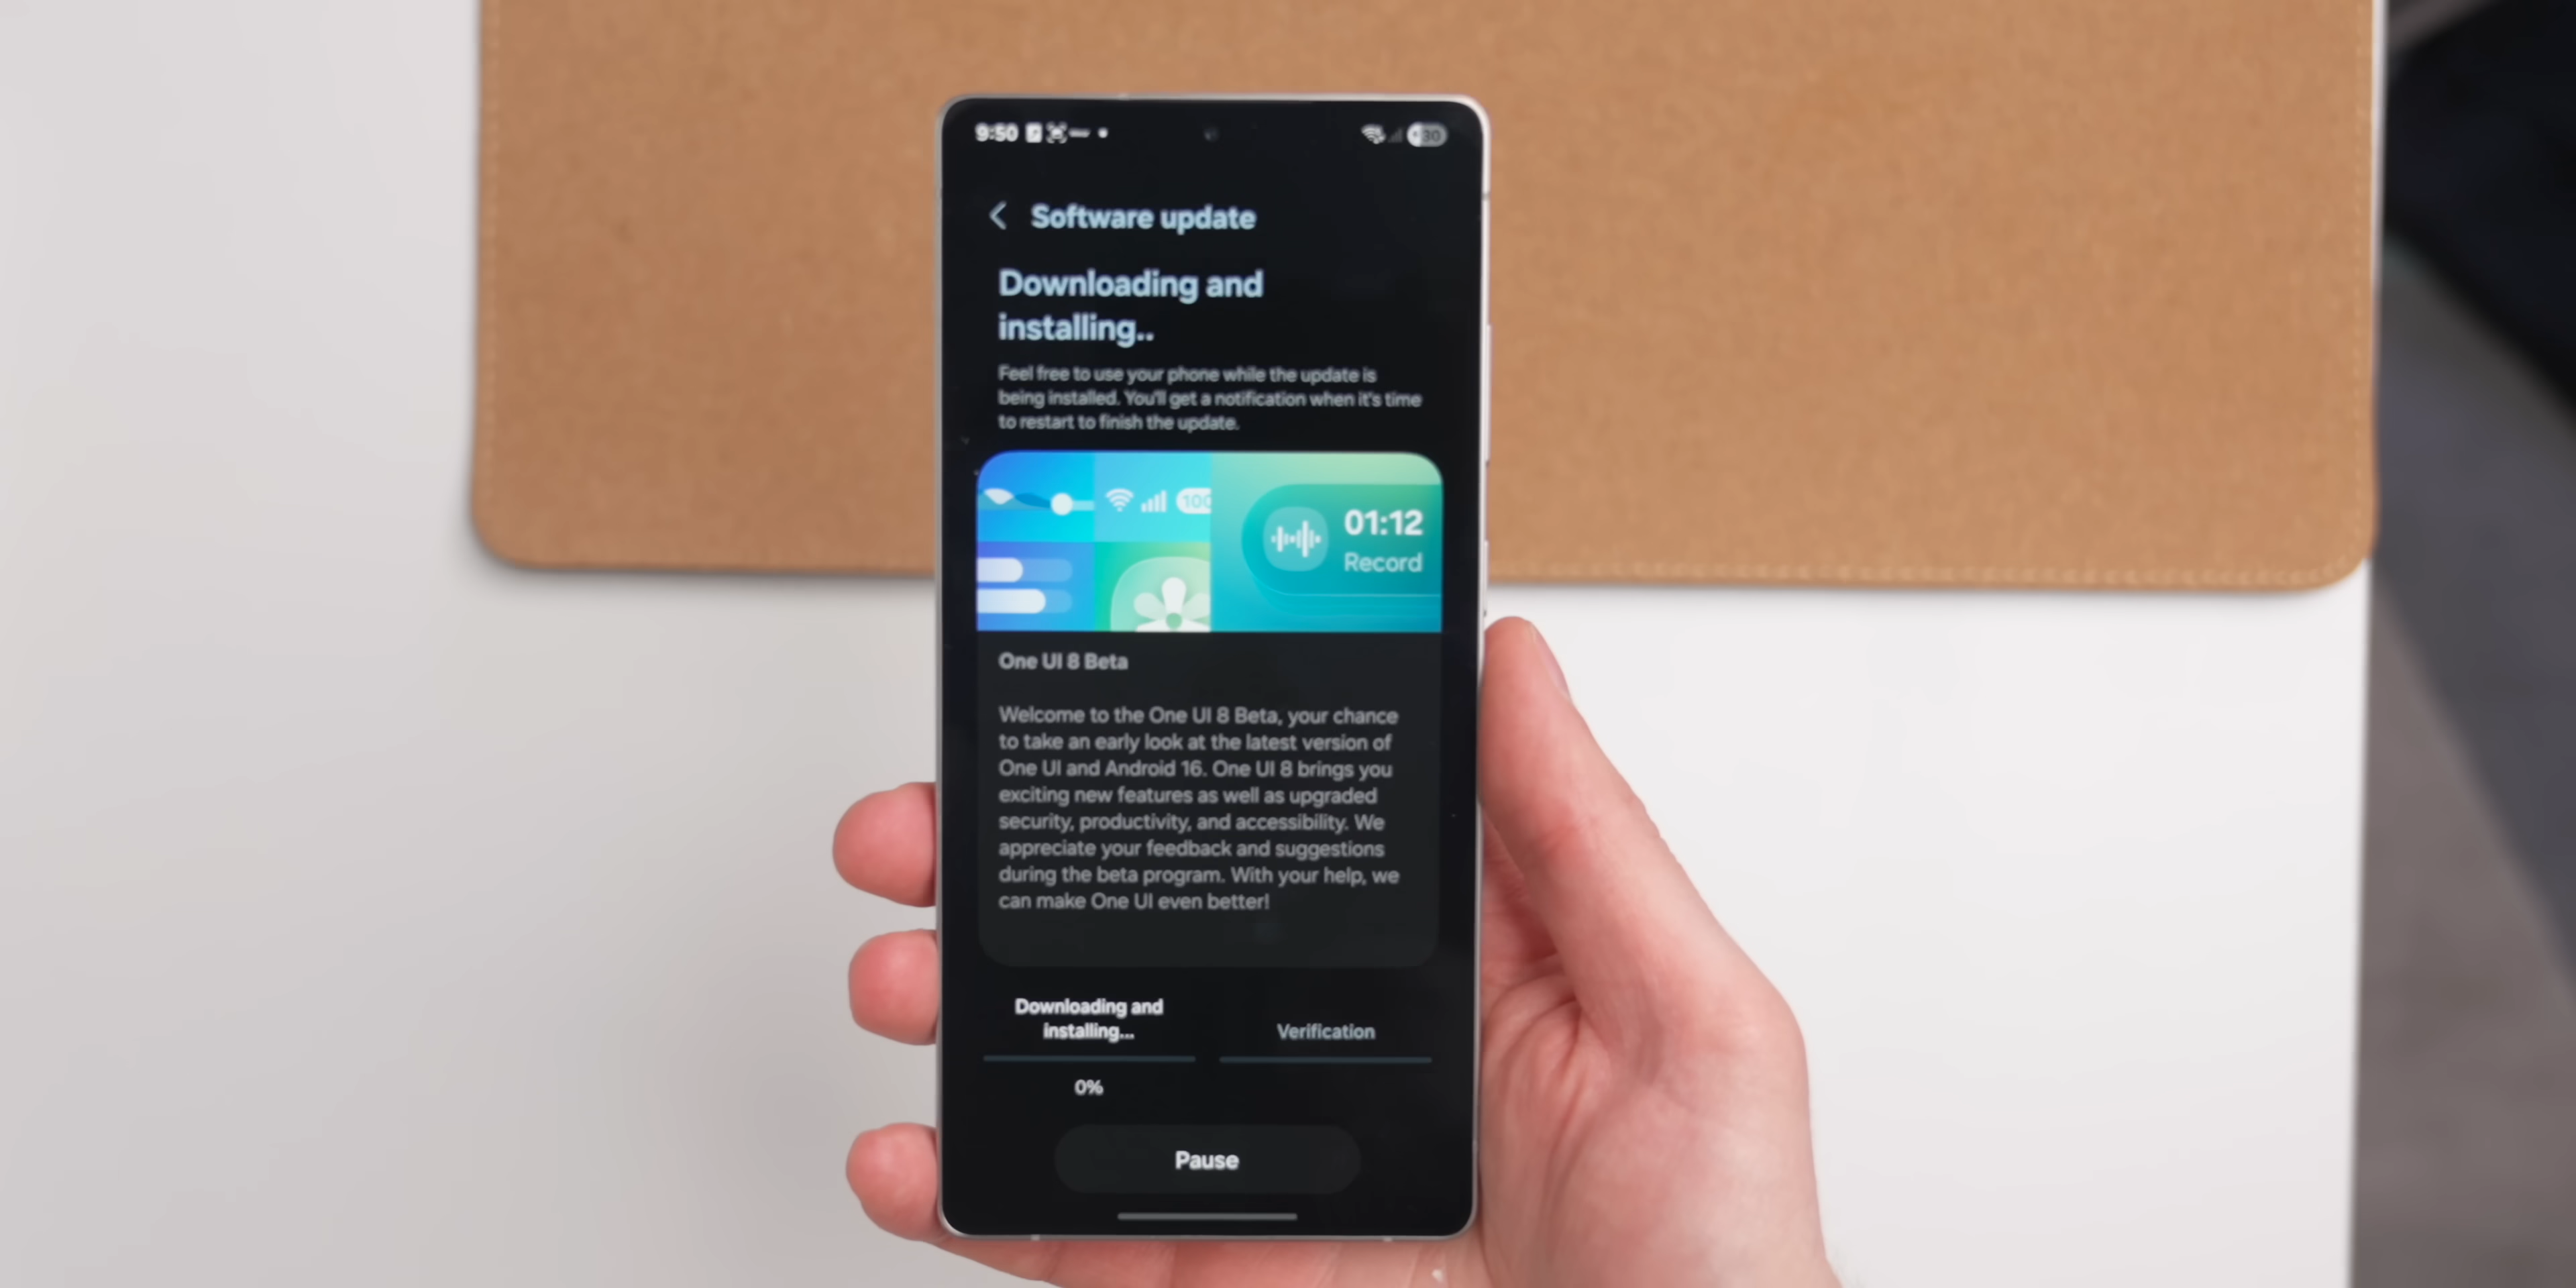 9:50
30
Software update
Downloading and
installing..
Feel free to use your phone while the update is
being installed. You'll get a notification when it's time
to restart to finish the update.
100
01:12
Record
One UI 8 Beta
Welcome to the One UI 8 Beta, your chance
to take an early look at the latest version of
One UI and Android 16. One UI 8 brings you
exciting new features as well as upgraded
security, productivity, and accessibility. We
appreciate your feedback and suggestions
during the beta program. With your help, we
can make One UI even better!
Downloading and
installing...
Verification
0%
Pause